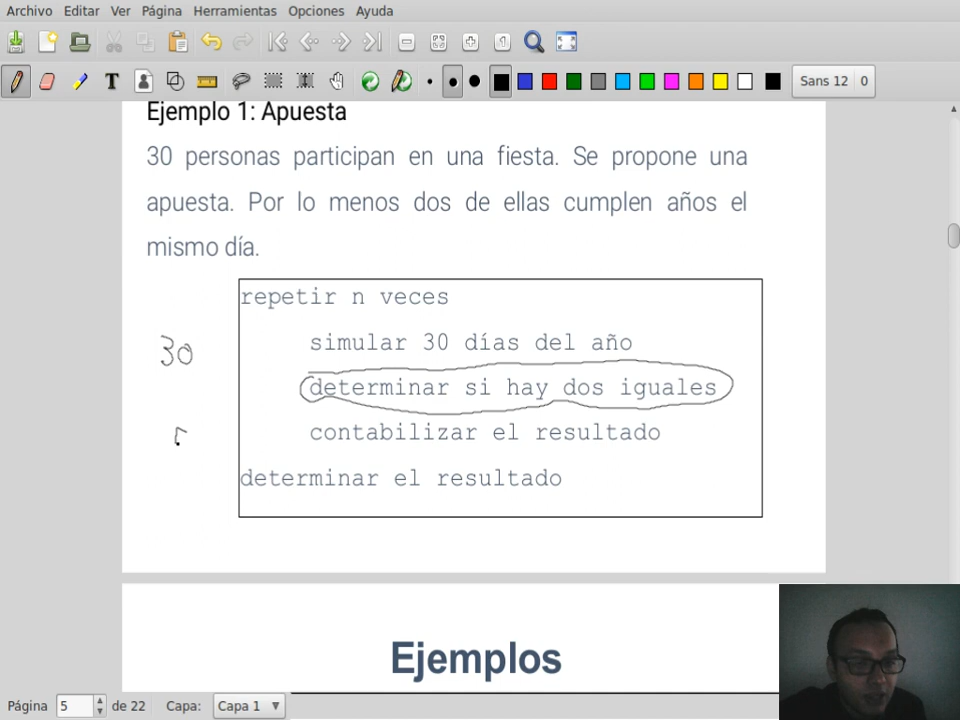 Archivo Editar Ver Página Herramientas Opciones Ayuda
T
Sans 12 0
Ejemplo 1: Apuesta
30 personas participan en una fiesta. Se propone una
apuesta. Por lo menos dos de ellas cumplen años el
mismo día.
repetir n veces
simular 30 días del año
30
determinar si hay dos iguales
contabilizar el resultado
determinar el resultado
Ejemplos
Página 5 de 22 Capa: Capa 1